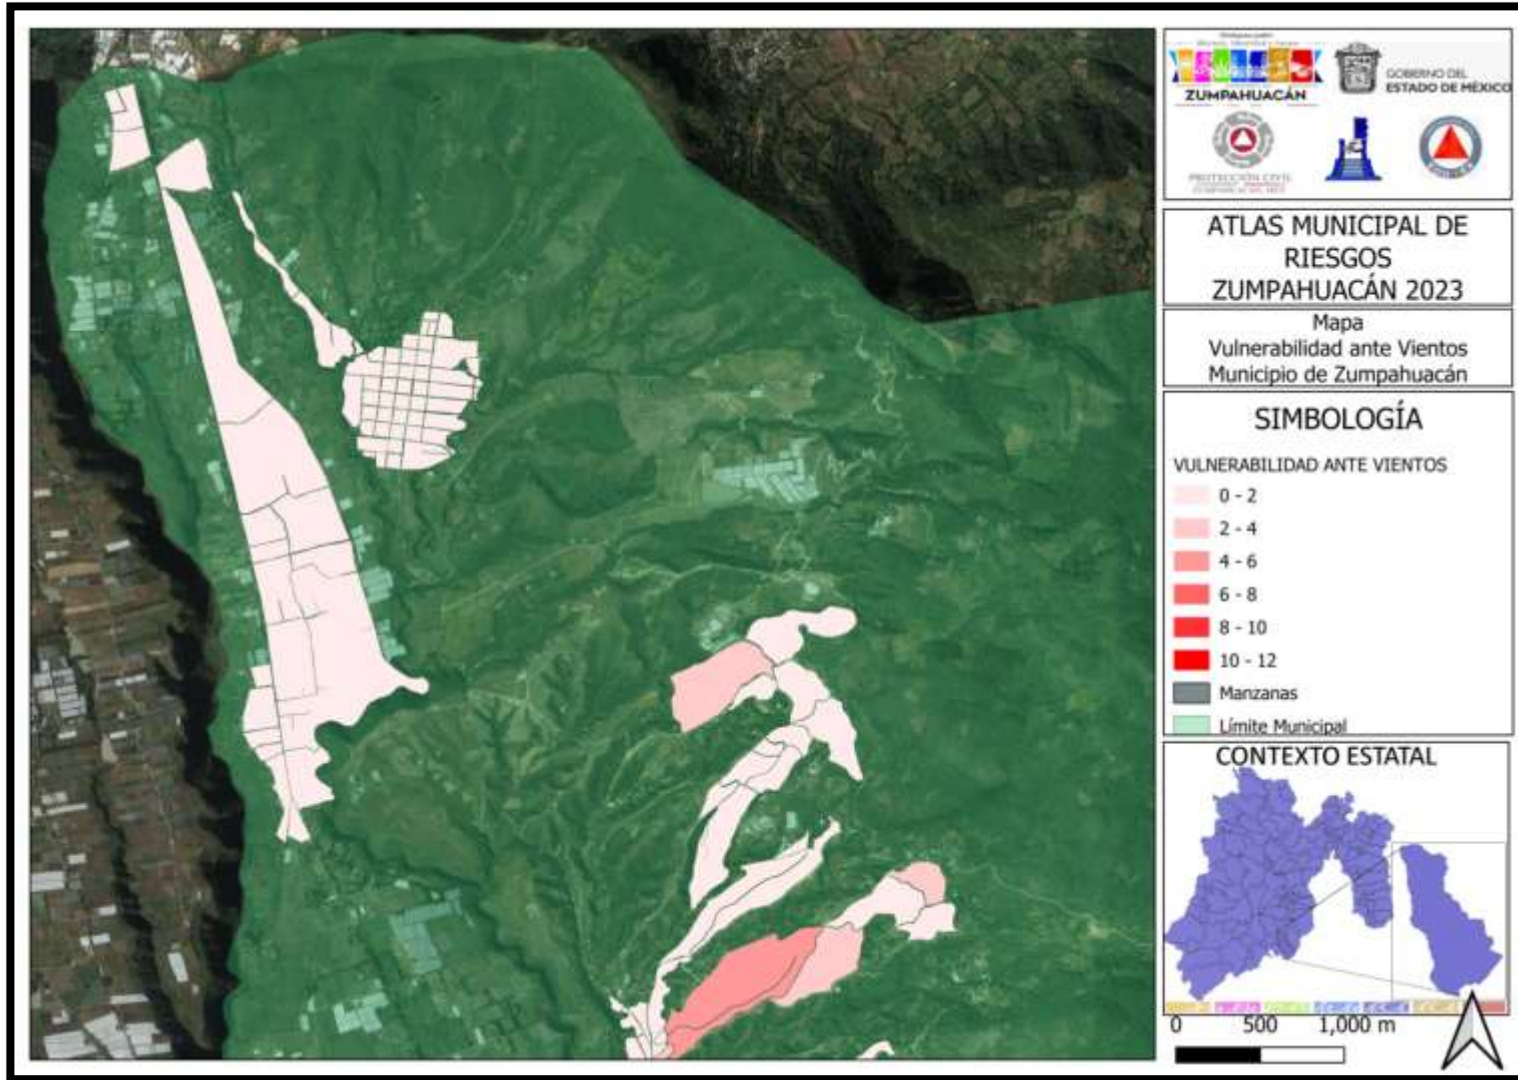 ZUMPAHUACÁN
GOBIERNO DEL
ESTADO DE MÉXICO
PROTECCIÓN CIVIL
ATLAS MUNICIPAL DE
RIESGOS
ZUMPAHUACÁN 2023
Mapa
Vulnerabilidad ante Vientos
Municipio de Zumpahuacán
SIMBOLOGÍA
VULNERABILIDAD ANTE VIENTOS
0 - 2
2 - 4
4 - 6
6 - 8
8 - 10
10 - 12
Manzanas
Límite Municipal
CONTEXTO ESTATAL
0 500 1,000 m